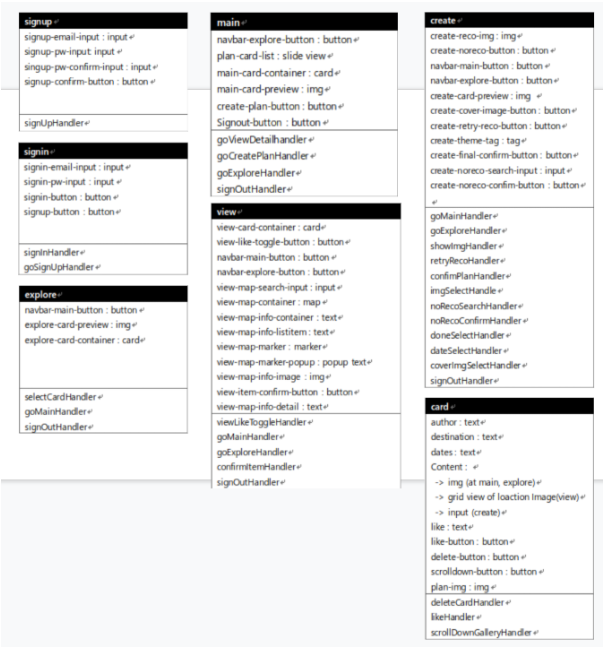 signup
signup-email-input : input
signup-pw-input: input
singup-pw-confirm-input : input
signup-confirm-button : button
signUpHandler
signin
signin-email-input : input
signin-pw-input : input
signin-button : button
signup-button : button
signInHandler
goSignUpHandler
explore
navbar-main-button : button
explore-card-preview : img
explore-card-container : card
selectCardHandler
goMainHandler
signOutHandler
main
navbar-explore-button : button
plan-card-list : slide view
main-card-container : card
main-card-preview : img
create-plan-button : button
Signout-button : button
goViewDetailhandler
goCreatePlanHandler
goExploreHandler
signOutHandler
view
view-card-container : card
view-like-toggle-button : button
navbar-main-button : button
navbar-explore-button : button
view-map-search-input : input
view-map-container : map
view-map-info-container : text
view-map-info-listitem : text
view-map-marker : marker
view-map-marker-popup : popup text
view-map-info-image : img
view-item-confirm-button : button
view-map-info-detail : text
viewLikeToggleHandler
goMainHandler
goExploreHandler
confirmItemHandler
signOutHandler
create
create-reco-img : img
create-noreco-button : button
navbar-main-button : button
navbar-explore-button : button
create-card-preview : img
create-cover-image-button : button
create-retry-reco-button : button
create-theme-tag : tag
create-final-confirm-button : button
create-noreco-search-input : input
create-noreco-confim-button : button
goMainHandler
goExploreHandler
showImgHandler
retryRecoHandler
confimPlanHandler
imgSelectHandle
noRecoSearchHandler
noRecoConfirmHandler
doneSelectHandler
dateSelectHandler
coverImgSelectHandler
signOutHandler
card
author : text
destination : text
dates : text
Content :
-> img (at main, explore)
-> grid view of loaction Image(view)
-> input (create)
like : text
like-button : button
delete-button : button
scrolldown-button : button
plan-img : img
deleteCardHandler
likeHandler
scrollDownGalleryHandler